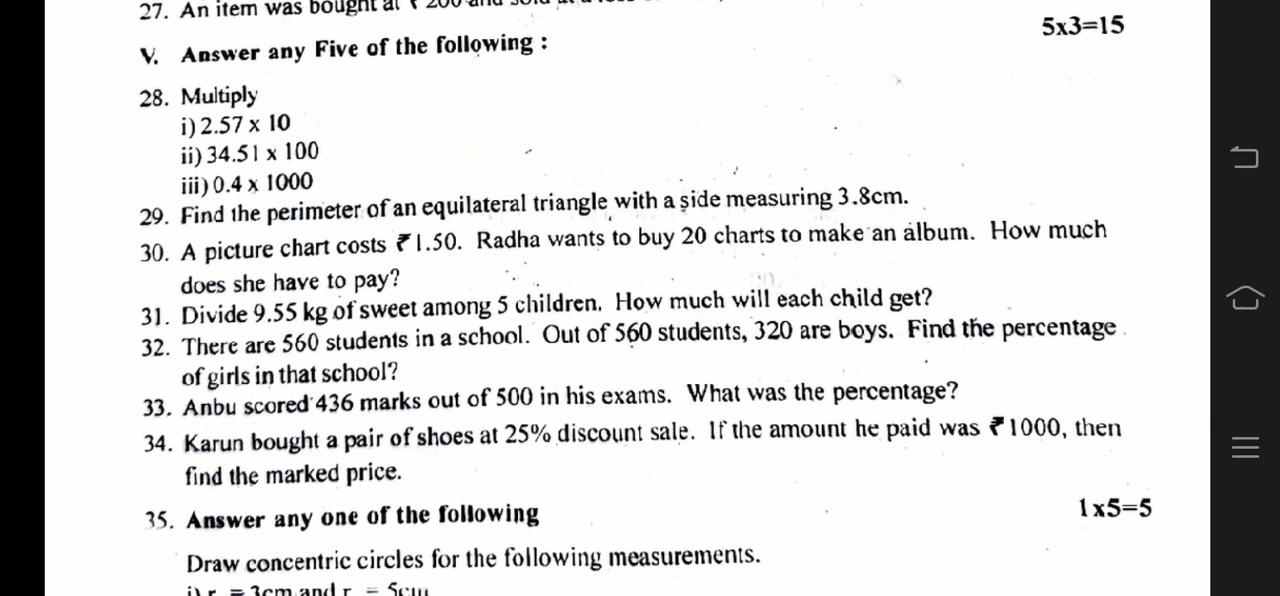 27. An item was bought at ₹ 200 and sold at a
V. Answer any Five of the following :
5x3=15
28. Multiply
i) 2.57 x 10
ii) 34.51 x 100
iii) 0.4 x 1000
29. Find the perimeter of an equilateral triangle with a side measuring 3.8cm.
30. A picture chart costs ₹1.50. Radha wants to buy 20 charts to make an album. How much
does she have to pay?
31. Divide 9.55 kg of sweet among 5 children. How much will each child get?
32. There are 560 students in a school. Out of 560 students, 320 are boys. Find the percentage
of girls in that school?
33. Anbu scored 436 marks out of 500 in his exams. What was the percentage?
34. Karun bought a pair of shoes at 25% discount sale. If the amount he paid was ₹1000, then
find the marked price.
35. Answer any one of the following
1x5=5
Draw concentric circles for the following measurements.
i) r = 3cm and r = 5cm